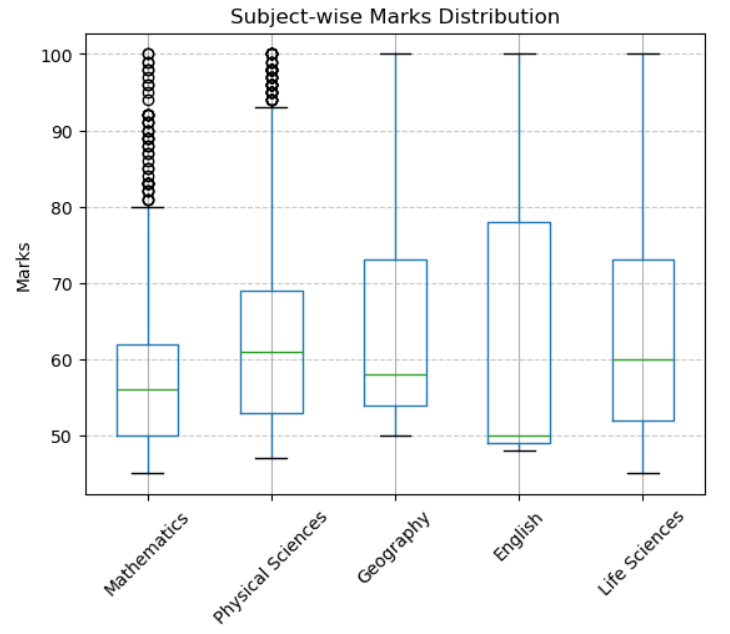 Subject-wise Marks Distribution
100
90
80
70
60
50
Marks
Mathematics
Physical Sciences
Geography
English
Life Sciences